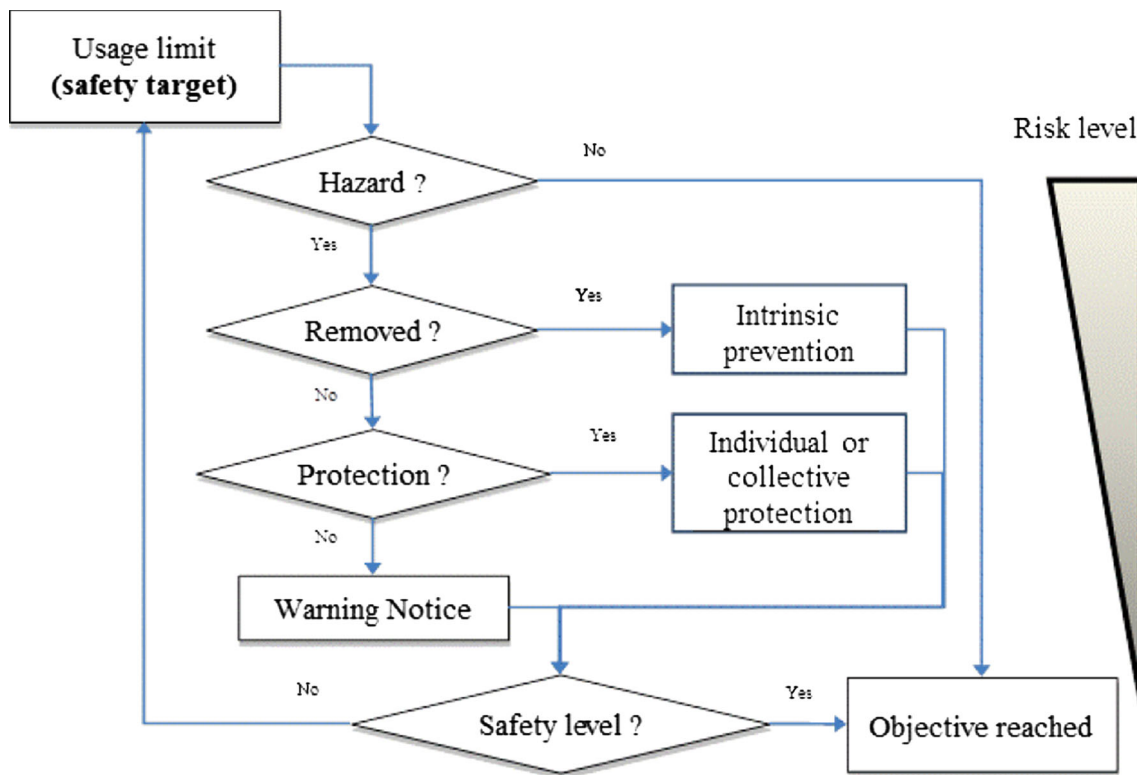 Usage limit
(safety target)
Risk level
No
Hazard ?
Yes
Yes
Removed ?
Intrinsic
prevention
No
Yes
Protection ?
Individual or
collective
protection
No
Warning Notice
No
Yes
Safety level ?
Objective reached